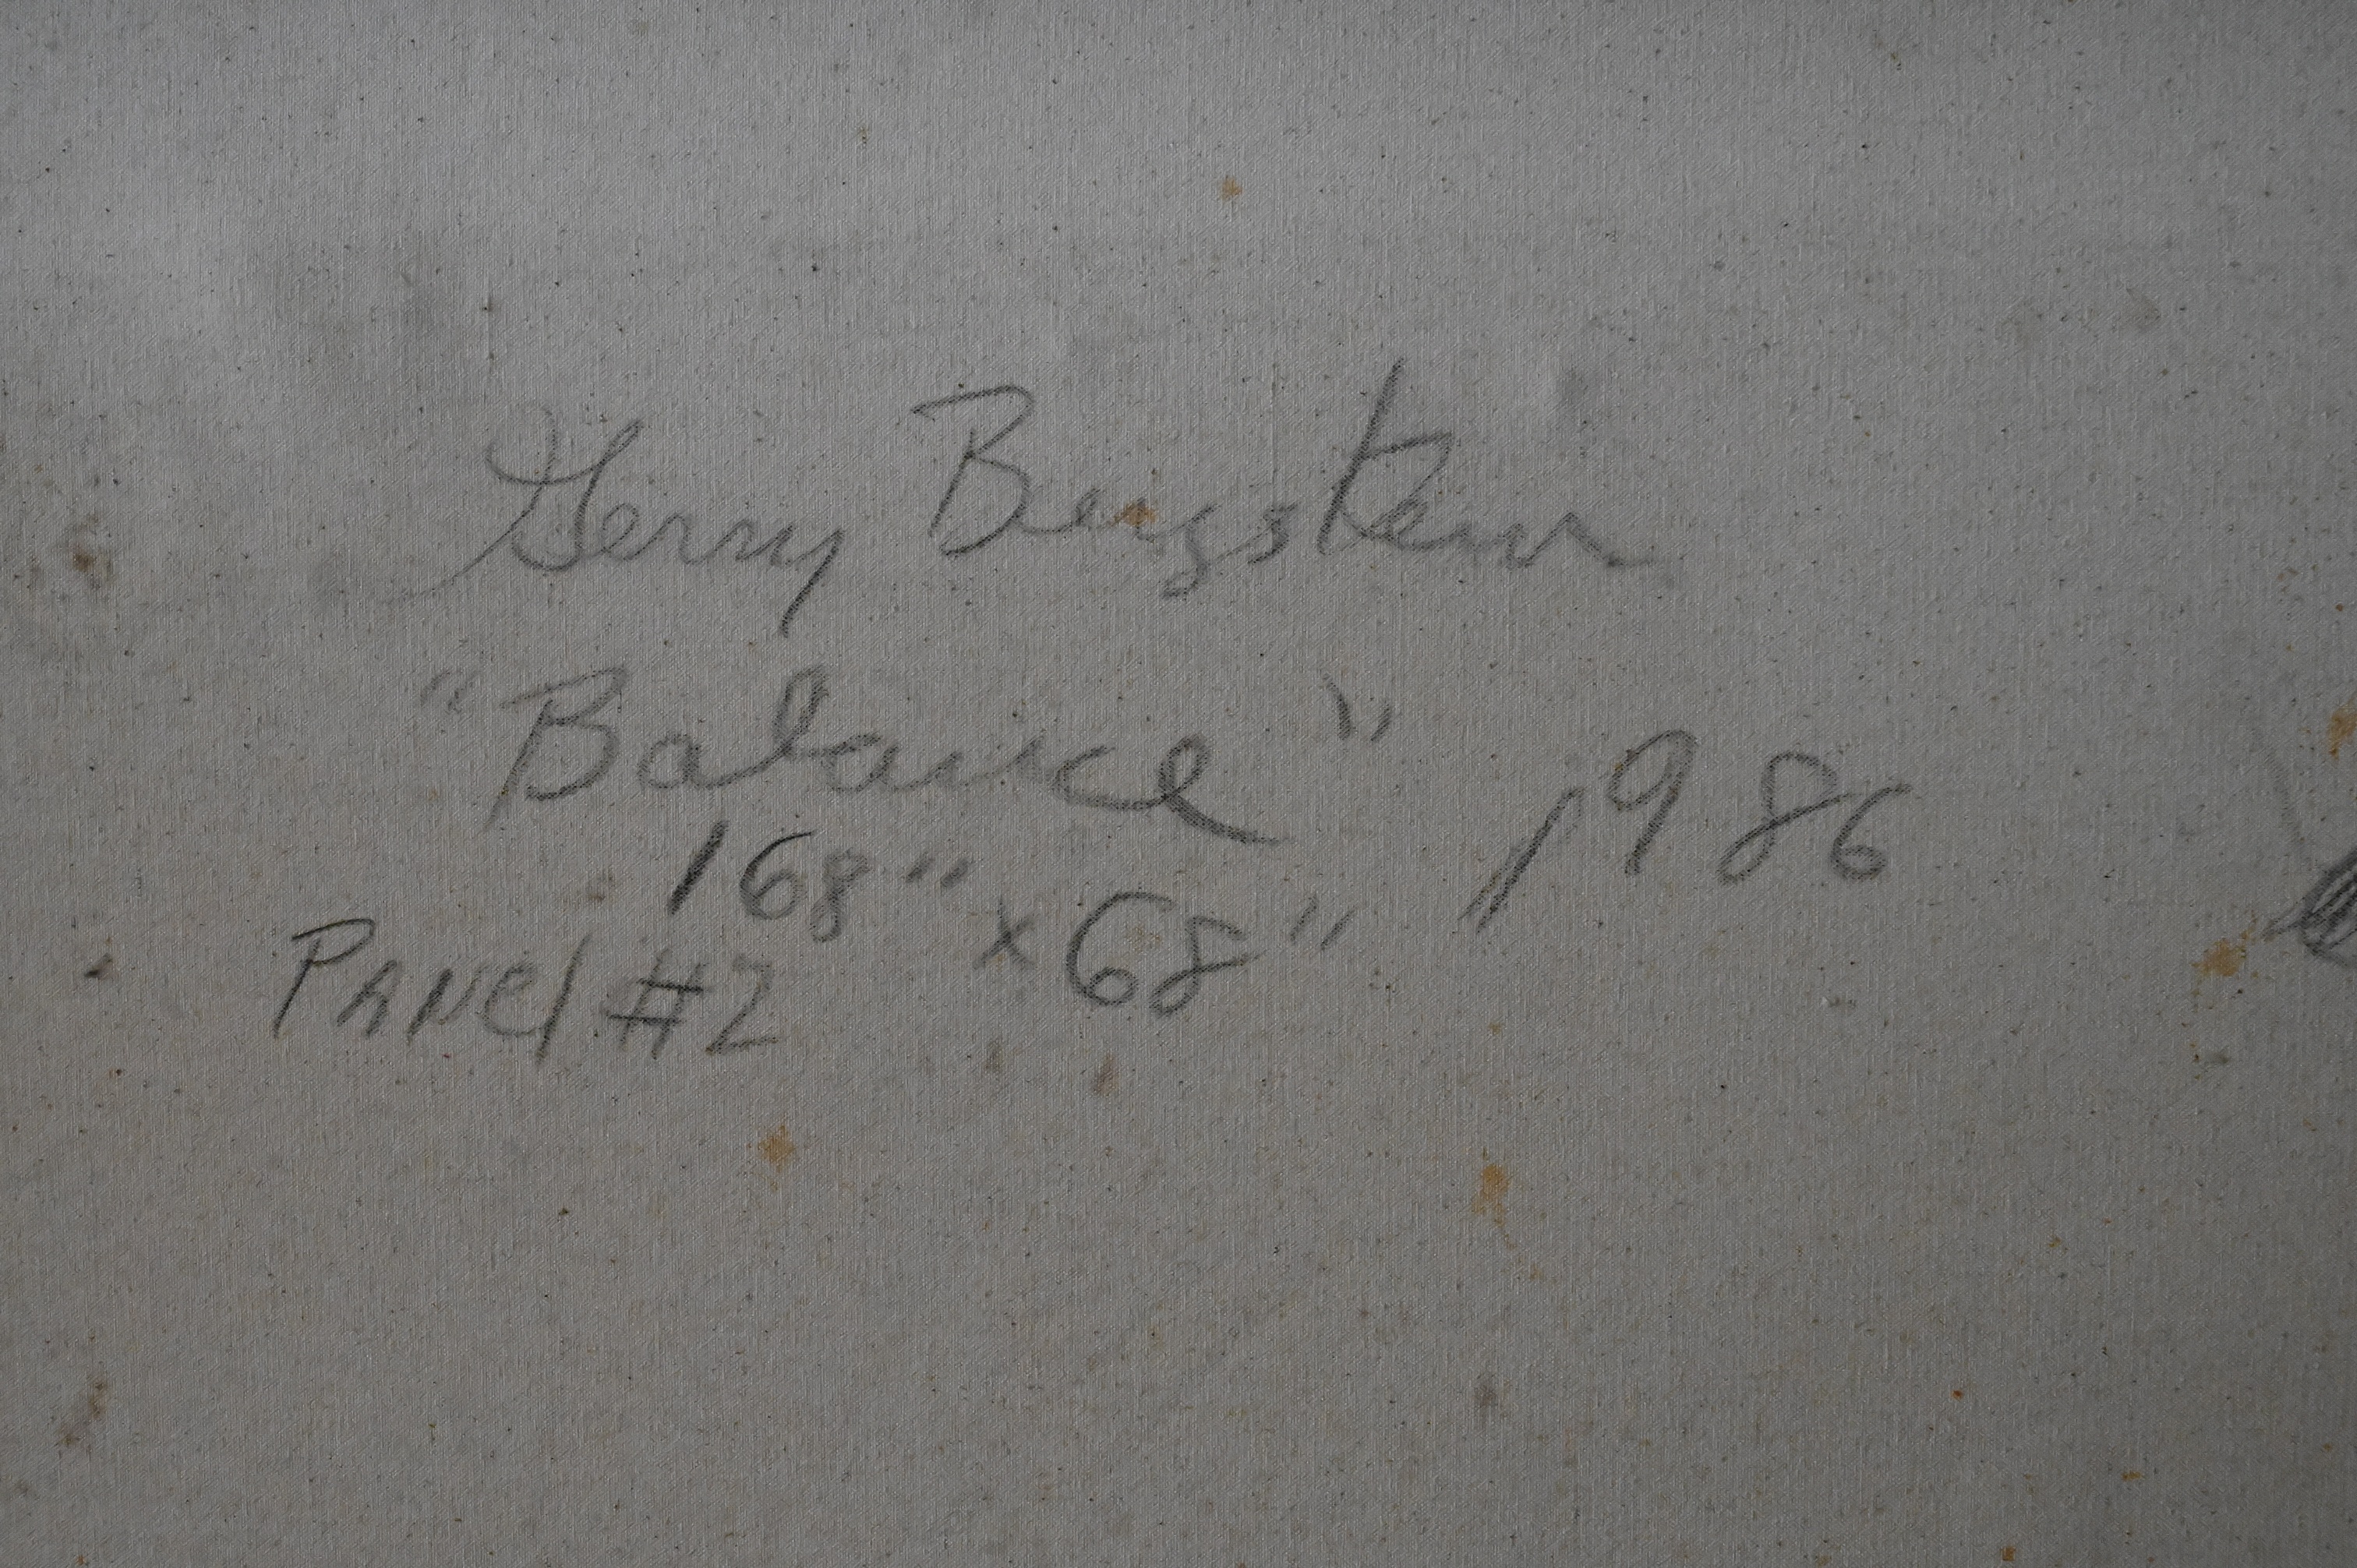 Gerry Bergstein
"Balance" 1986
168" x 68"
PANel #2